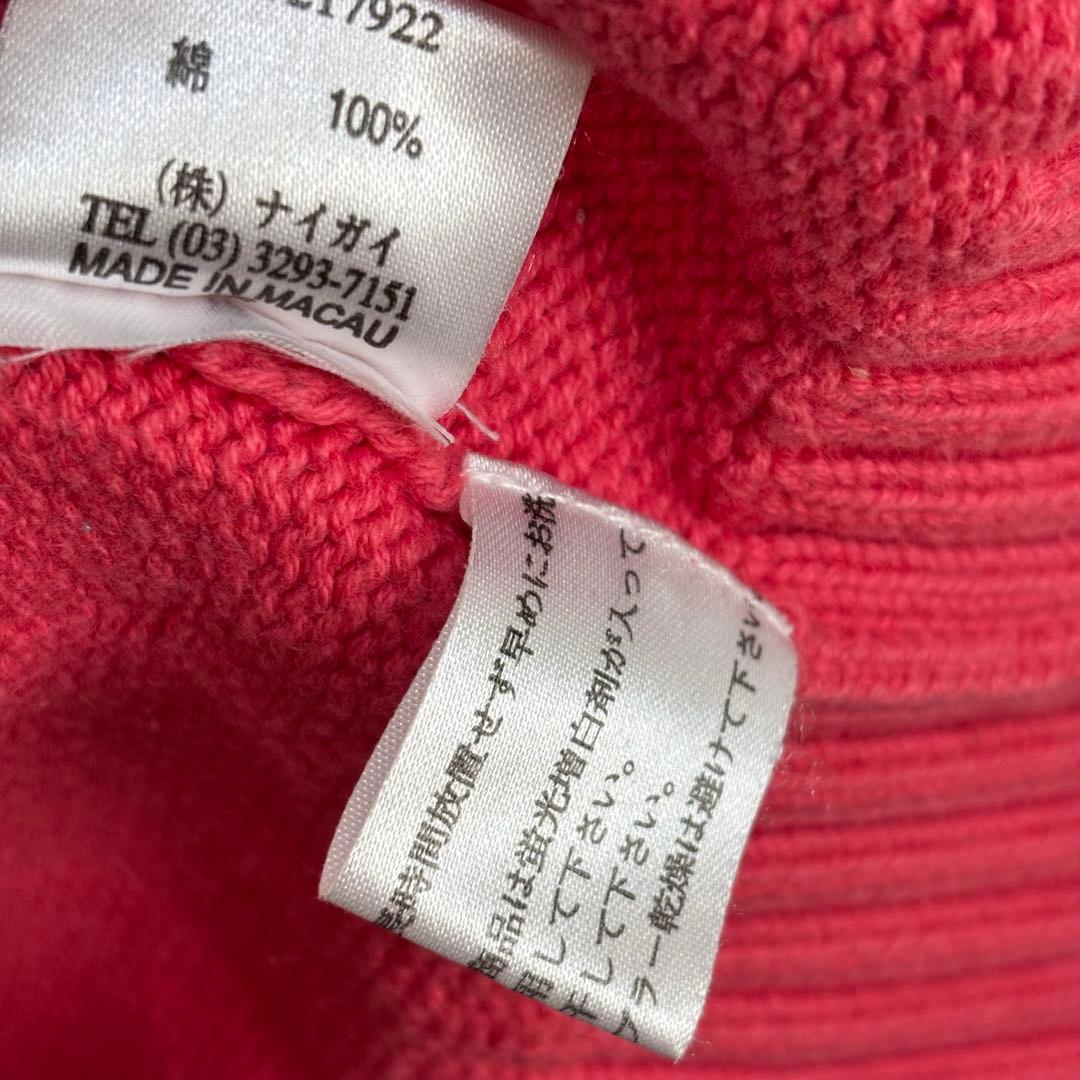 17922
綿 100%
(株) ナイガイ
TEL (03) 3293-7151
MADE IN MACAU
時間放置せず早めにお洗
商品は蛍光増白剤が入って
して下さい。
して下さい。
ラー乾燥は避けて下さい